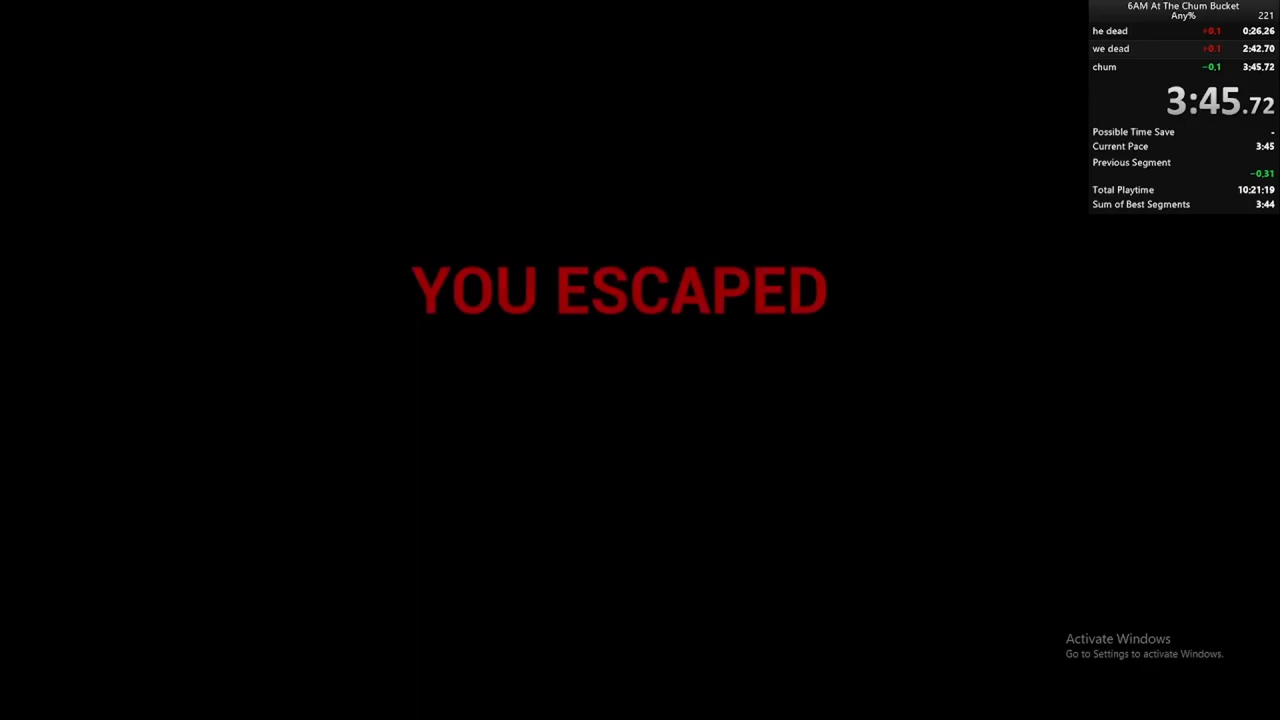 6AM At The Chum Bucket
Any% 221
he dead +0.1 0:26.26
we dead +0.1 2:42.70
chum −0.1 3:45.72
3:45.72
Possible Time Save -
Current Pace 3:45
Previous Segment
−0.31
Total Playtime 10:21:19
Sum of Best Segments 3:44
YOU ESCAPED
Activate Windows
Go to Settings to activate Windows.